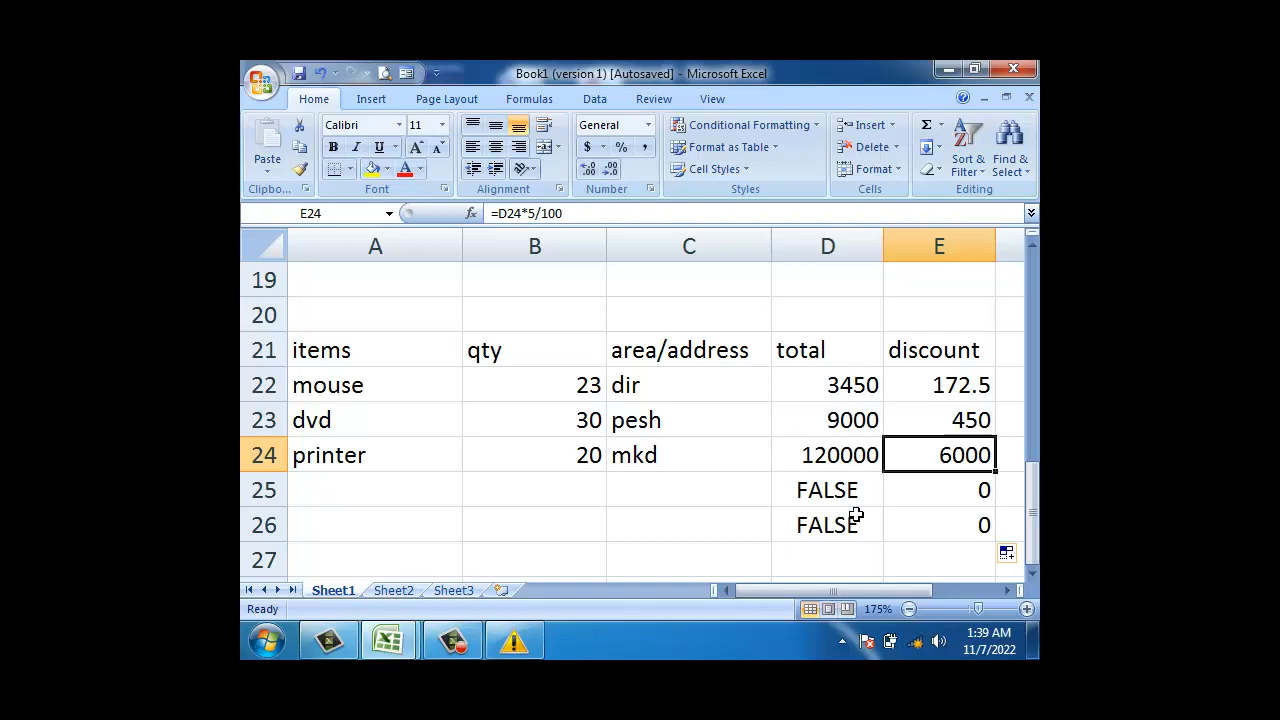 Book1 (version 1) [Autosaved] - Microsoft Excel
Home Insert Page Layout Formulas Data Review View
Paste Calibri 11 General Conditional Formatting Insert Σ
B I U A A $ % , Format as Table Delete Sort & Filter Find & Select
A Cell Styles Format
Clipbo... Font Alignment Number Styles Cells Editing
E24 fx =D24*5/100
A B C D E
19
20
21 items qty area/address total discount
22 mouse 23 dir 3450 172.5
23 dvd 30 pesh 9000 450
24 printer 20 mkd 120000 6000
25 FALSE 0
26 FALSE 0
27
Sheet1 Sheet2 Sheet3
Ready 175%
1:39 AM
11/7/2022